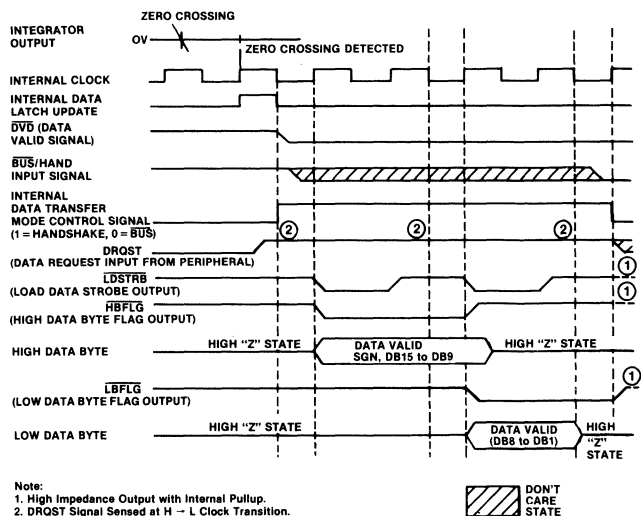 ZERO CROSSING
INTEGRATOR
OUTPUT
OV
ZERO CROSSING DETECTED
INTERNAL CLOCK
INTERNAL DATA
LATCH UPDATE
DVD (DATA
VALID SIGNAL)
BUS/HAND
INPUT SIGNAL
INTERNAL
DATA TRANSFER
MODE CONTROL SIGNAL
(1 = HANDSHAKE, 0 = BUS)
2
2
2
DRQST
(DATA REQUEST INPUT FROM PERIPHERAL)
1
LDSTRB
(LOAD DATA STROBE OUTPUT)
1
HBFLG
(HIGH DATA BYTE FLAG OUTPUT)
HIGH DATA BYTE
HIGH "Z" STATE
DATA VALID
SGN, DB15 to DB9
HIGH "Z" STATE
LBFLG
(LOW DATA BYTE FLAG OUTPUT)
1
LOW DATA BYTE
HIGH "Z" STATE
DATA VALID
(DB8 to DB1)
HIGH
"Z"
STATE
Note:
1. High Impedance Output with Internal Pullup.
2. DRQST Signal Sensed at H → L Clock Transition.
DON'T
CARE
STATE